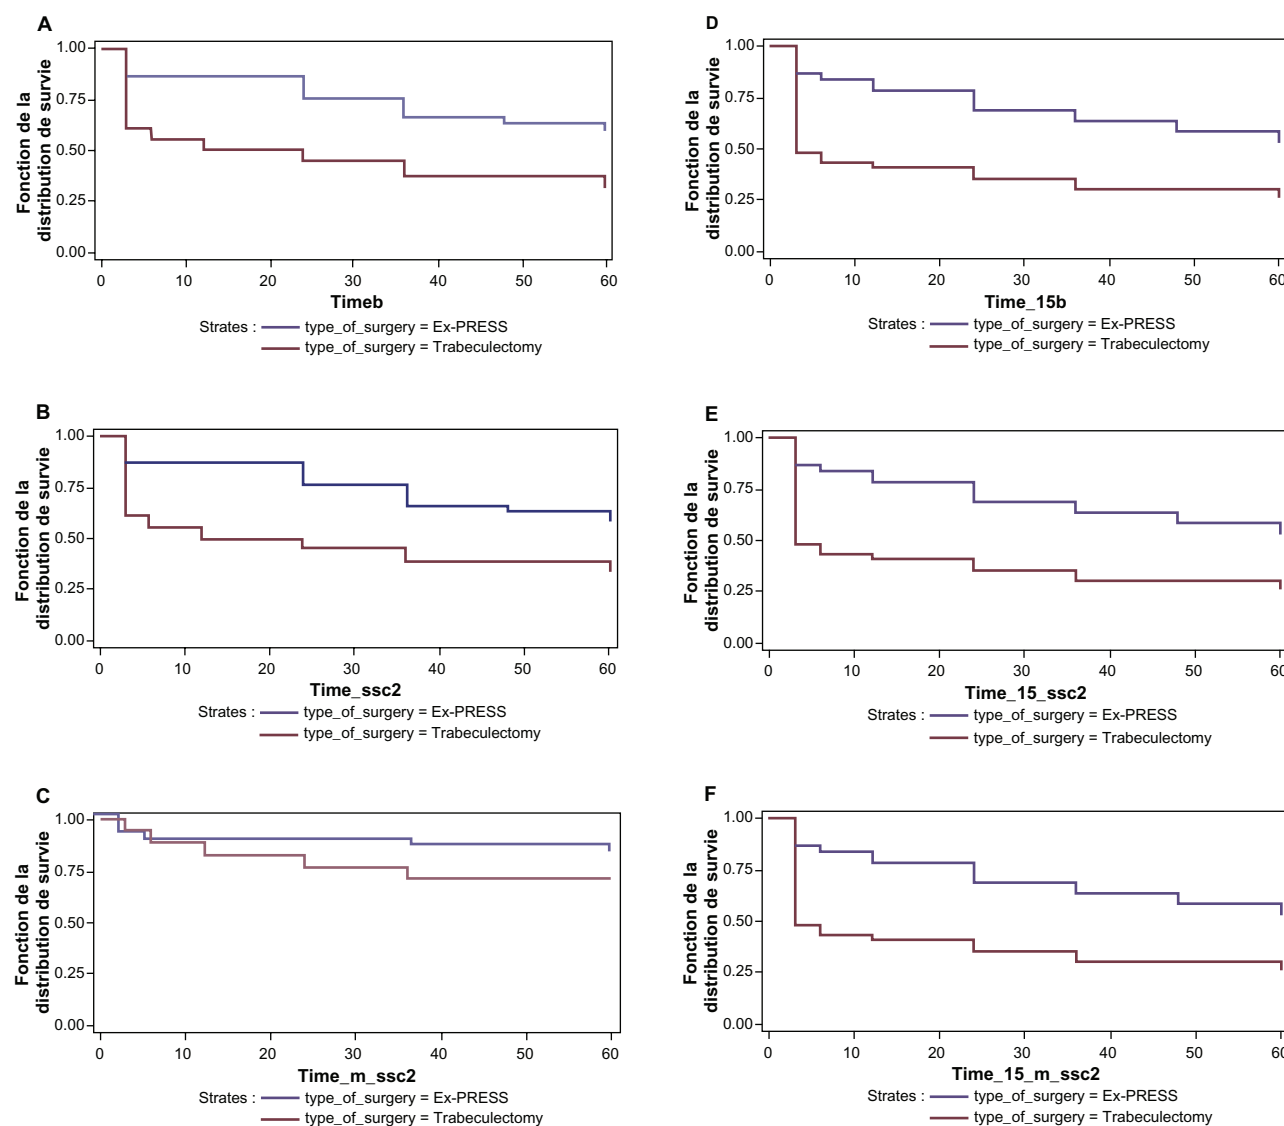 A
Fonction de la
distribution de survie
1.00
0.75
0.50
0.25
0.00
0 10 20 30 40 50 60
Timeb
Strates : type_of_surgery = Ex-PRESS
type_of_surgery = Trabeculectomy
B
Fonction de la
distribution de survie
1.00
0.75
0.50
0.25
0.00
0 10 20 30 40 50 60
Time_ssc2
Strates : type_of_surgery = Ex-PRESS
type_of_surgery = Trabeculectomy
C
Fonction de la
distribution de survie
1.00
0.75
0.50
0.25
0.00
0 10 20 30 40 50 60
Time_m_ssc2
Strates : type_of_surgery = Ex-PRESS
type_of_surgery = Trabeculectomy
D
Fonction de la
distribution de survie
1.00
0.75
0.50
0.25
0.00
0 10 20 30 40 50 60
Time_15b
Strates : type_of_surgery = Ex-PRESS
type_of_surgery = Trabeculectomy
E
Fonction de la
distribution de survie
1.00
0.75
0.50
0.25
0.00
0 10 20 30 40 50 60
Time_15_ssc2
Strates : type_of_surgery = Ex-PRESS
type_of_surgery = Trabeculectomy
F
Fonction de la
distribution de survie
1.00
0.75
0.50
0.25
0.00
0 10 20 30 40 50 60
Time_15_m_ssc2
Strates : type_of_surgery = Ex-PRESS
type_of_surgery = Trabeculectomy